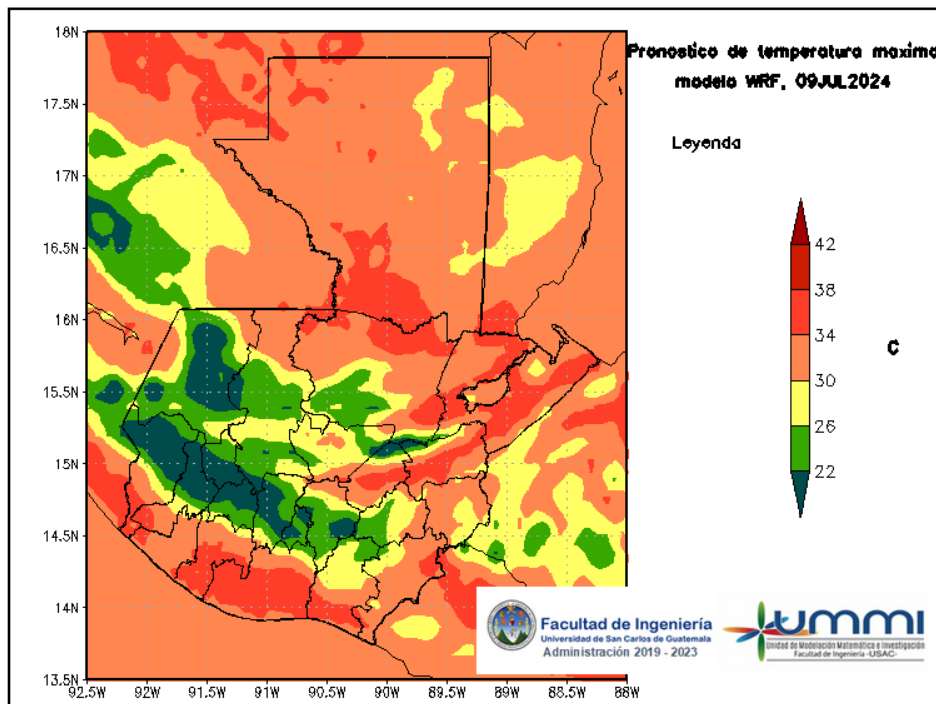 Pronostico de temperatura maxima
modelo WRF, 09JUL2024
Leyenda
42
38
34
30
26
22
C
18N
17.5N
17N
16.5N
16N
15.5N
15N
14.5N
14N
13.5N
92.5W
92W
91.5W
91W
90.5W
90W
89.5W
89W
88.5W
88W
Facultad de Ingeniería
Universidad de San Carlos de Guatemala
Administración 2019 - 2023
ummi
Unidad de Modelación Matemática e Investigación
Facultad de Ingeniería -USAC-